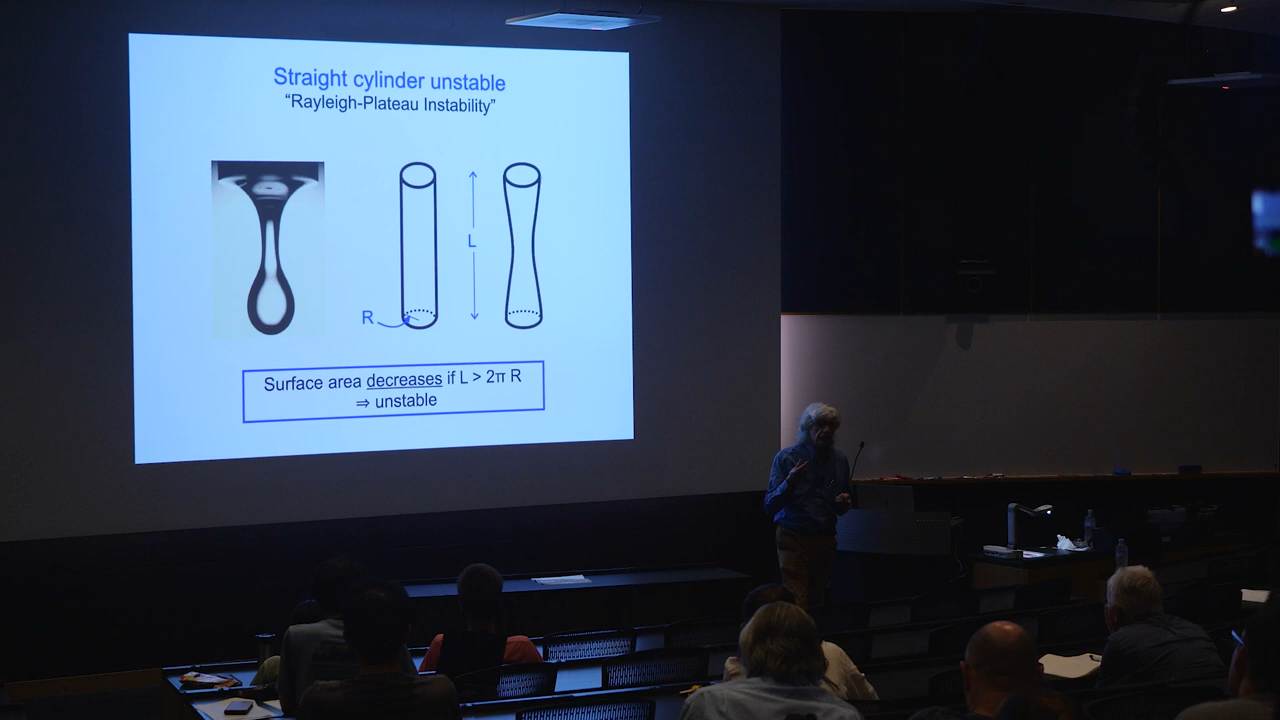 Straight cylinder unstable
“Rayleigh-Plateau Instability”
L
R
Surface area decreases if L > 2π R
⇒ unstable